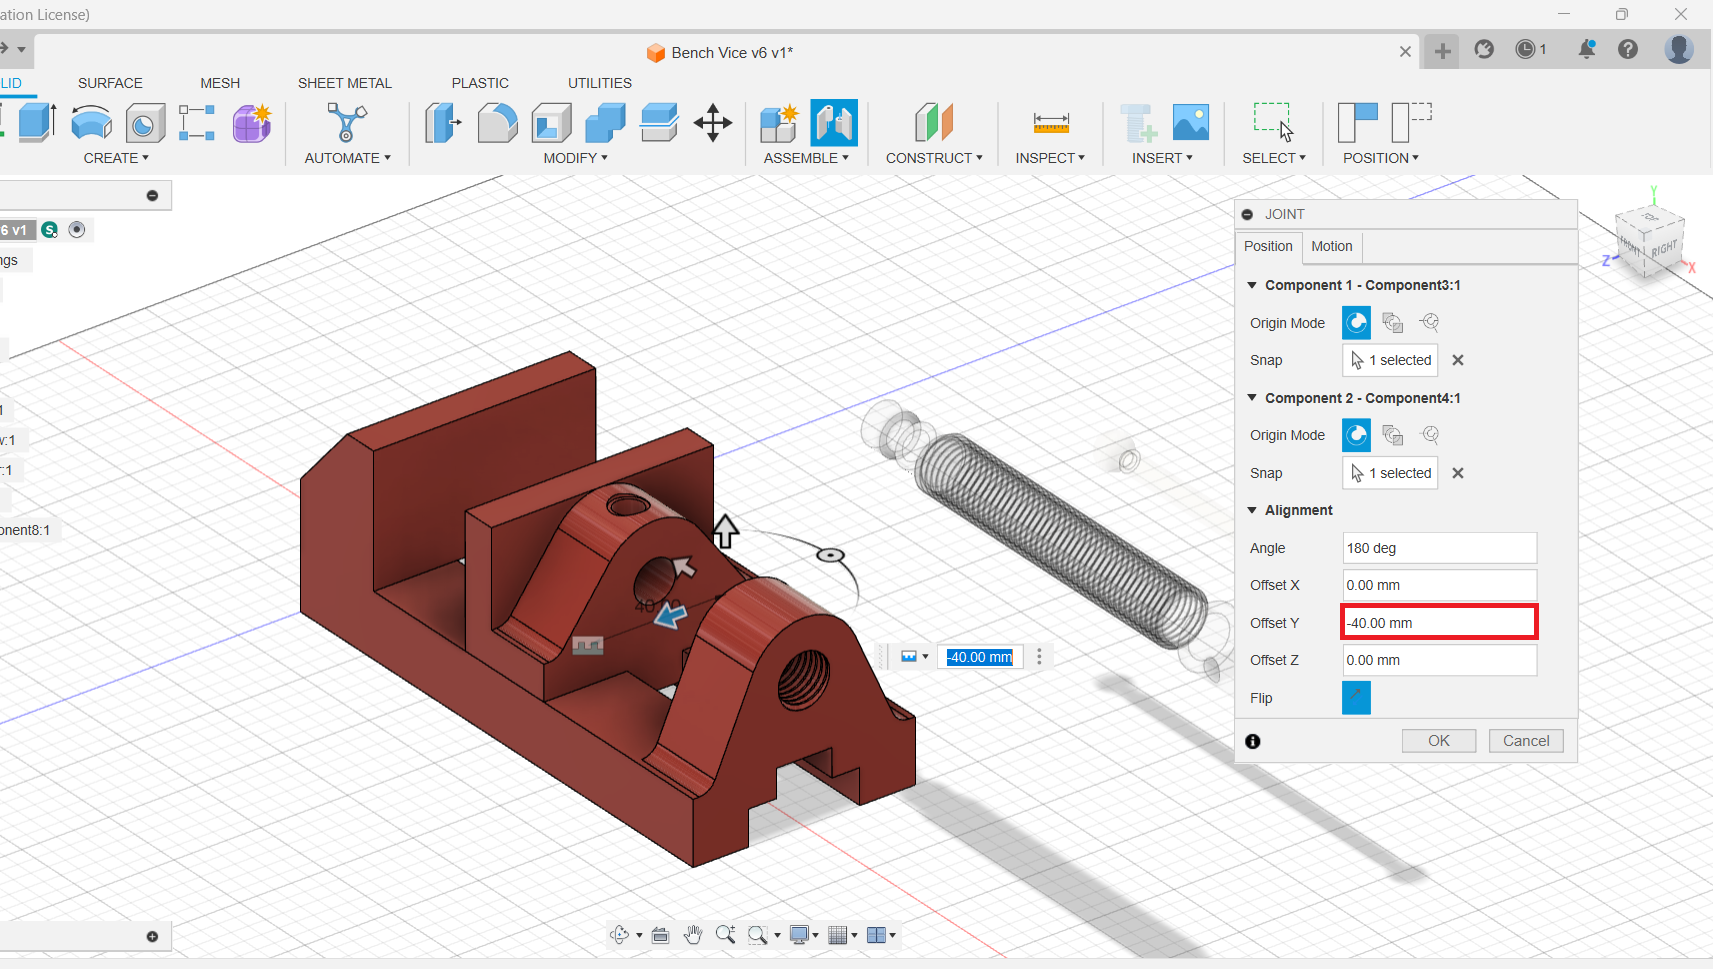 ation License)
Bench Vice v6 v1*
1
LID
SURFACE
MESH
SHEET METAL
PLASTIC
UTILITIES
CREATE
AUTOMATE
MODIFY
ASSEMBLE
CONSTRUCT
INSPECT
INSERT
SELECT
POSITION
6 v1
S
ngs
1
v:1
r:1
onent8:1
Y
TOP
FRONT
RIGHT
Z
X
JOINT
Position
Motion
Component 1 - Component3:1
Origin Mode
Snap
1 selected
Component 2 - Component4:1
Origin Mode
Snap
1 selected
Alignment
Angle
180 deg
Offset X
0.00 mm
Offset Y
-40.00 mm
Offset Z
0.00 mm
Flip
OK
Cancel
-40.00 mm